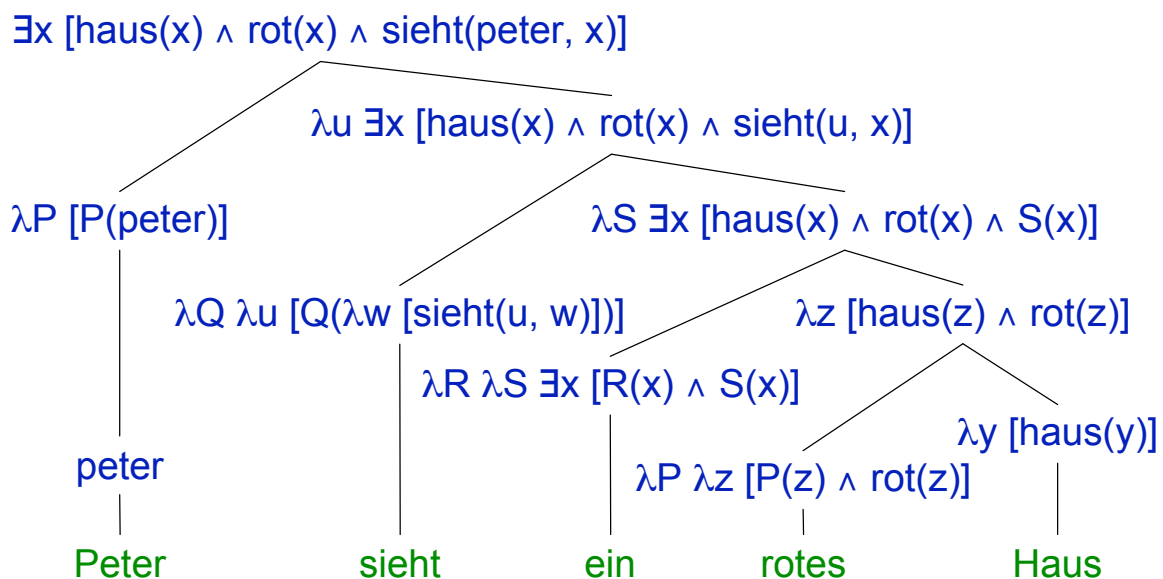 ∃x [haus(x) ∧ rot(x) ∧ sieht(peter, x)]
λu ∃x [haus(x) ∧ rot(x) ∧ sieht(u, x)]
λP [P(peter)]
λS ∃x [haus(x) ∧ rot(x) ∧ S(x)]
λQ λu [Q(λw [sieht(u, w)])]
λz [haus(z) ∧ rot(z)]
λR λS ∃x [R(x) ∧ S(x)]
λy [haus(y)]
peter
λP λz [P(z) ∧ rot(z)]
Peter sieht ein rotes Haus